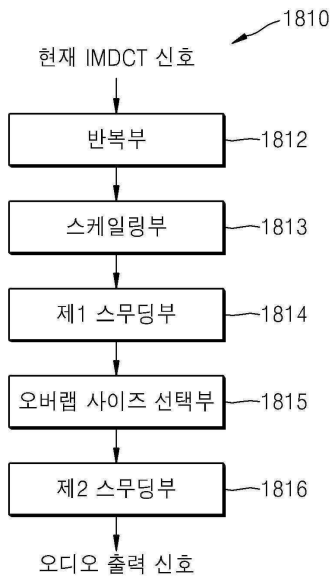 1810
현재 IMDCT 신호
반복부 1812
스케일링부 1813
제1 스무딩부 1814
오버랩 사이즈 선택부 1815
제2 스무딩부 1816
오디오 출력 신호